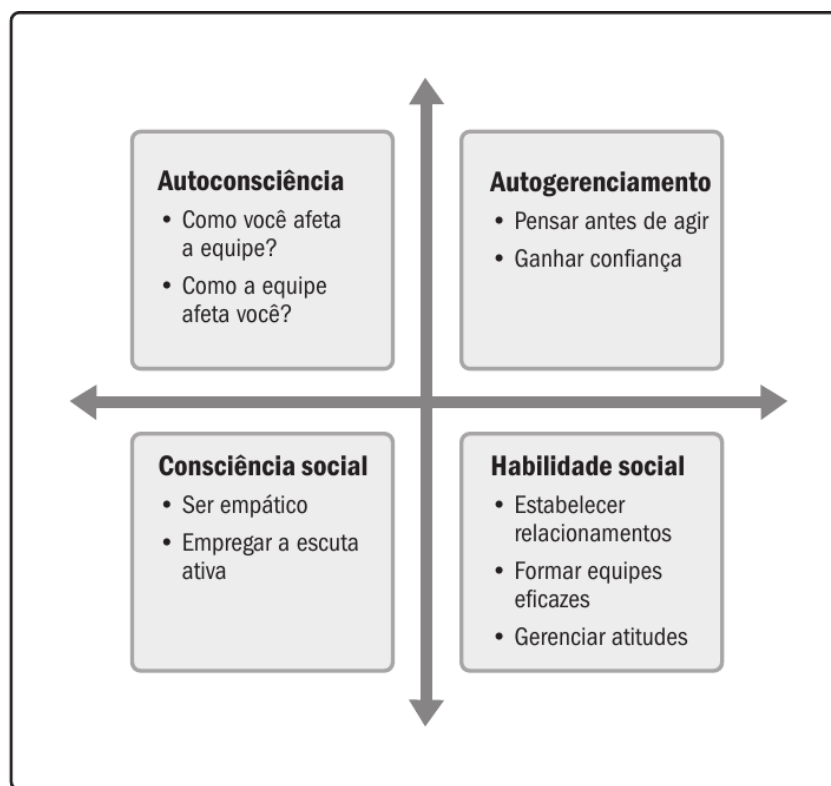 Autoconsciência
• Como você afeta
a equipe?
• Como a equipe
afeta você?
Autogerenciamento
• Pensar antes de agir
• Ganhar confiança
Consciência social
• Ser empático
• Empregar a escuta
ativa
Habilidade social
• Estabelecer
relacionamentos
• Formar equipes
eficazes
• Gerenciar atitudes